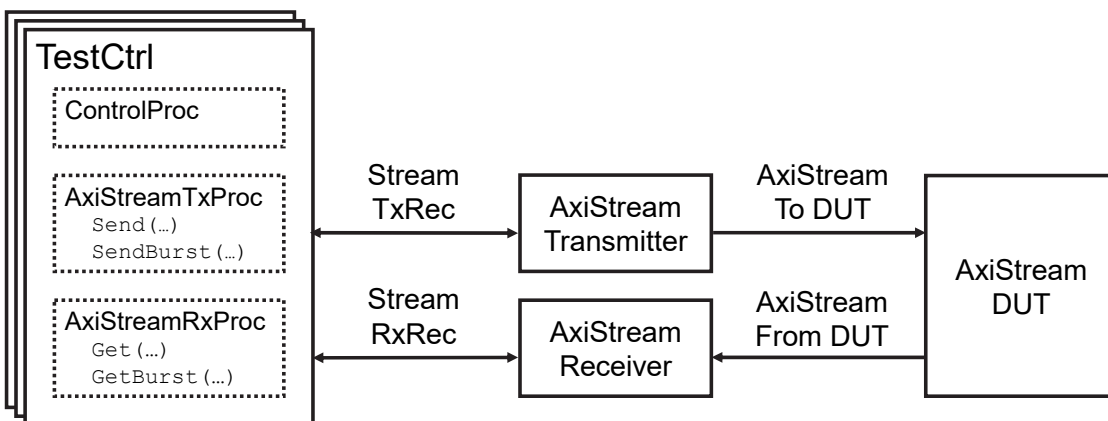 TestCtrl
ControlProc
AxiStreamTxProc
Send(…)
SendBurst(…)
AxiStreamRxProc
Get(…)
GetBurst(…)
Stream
TxRec
Stream
RxRec
AxiStream
Transmitter
AxiStream
Receiver
AxiStream
To DUT
AxiStream
From DUT
AxiStream
DUT